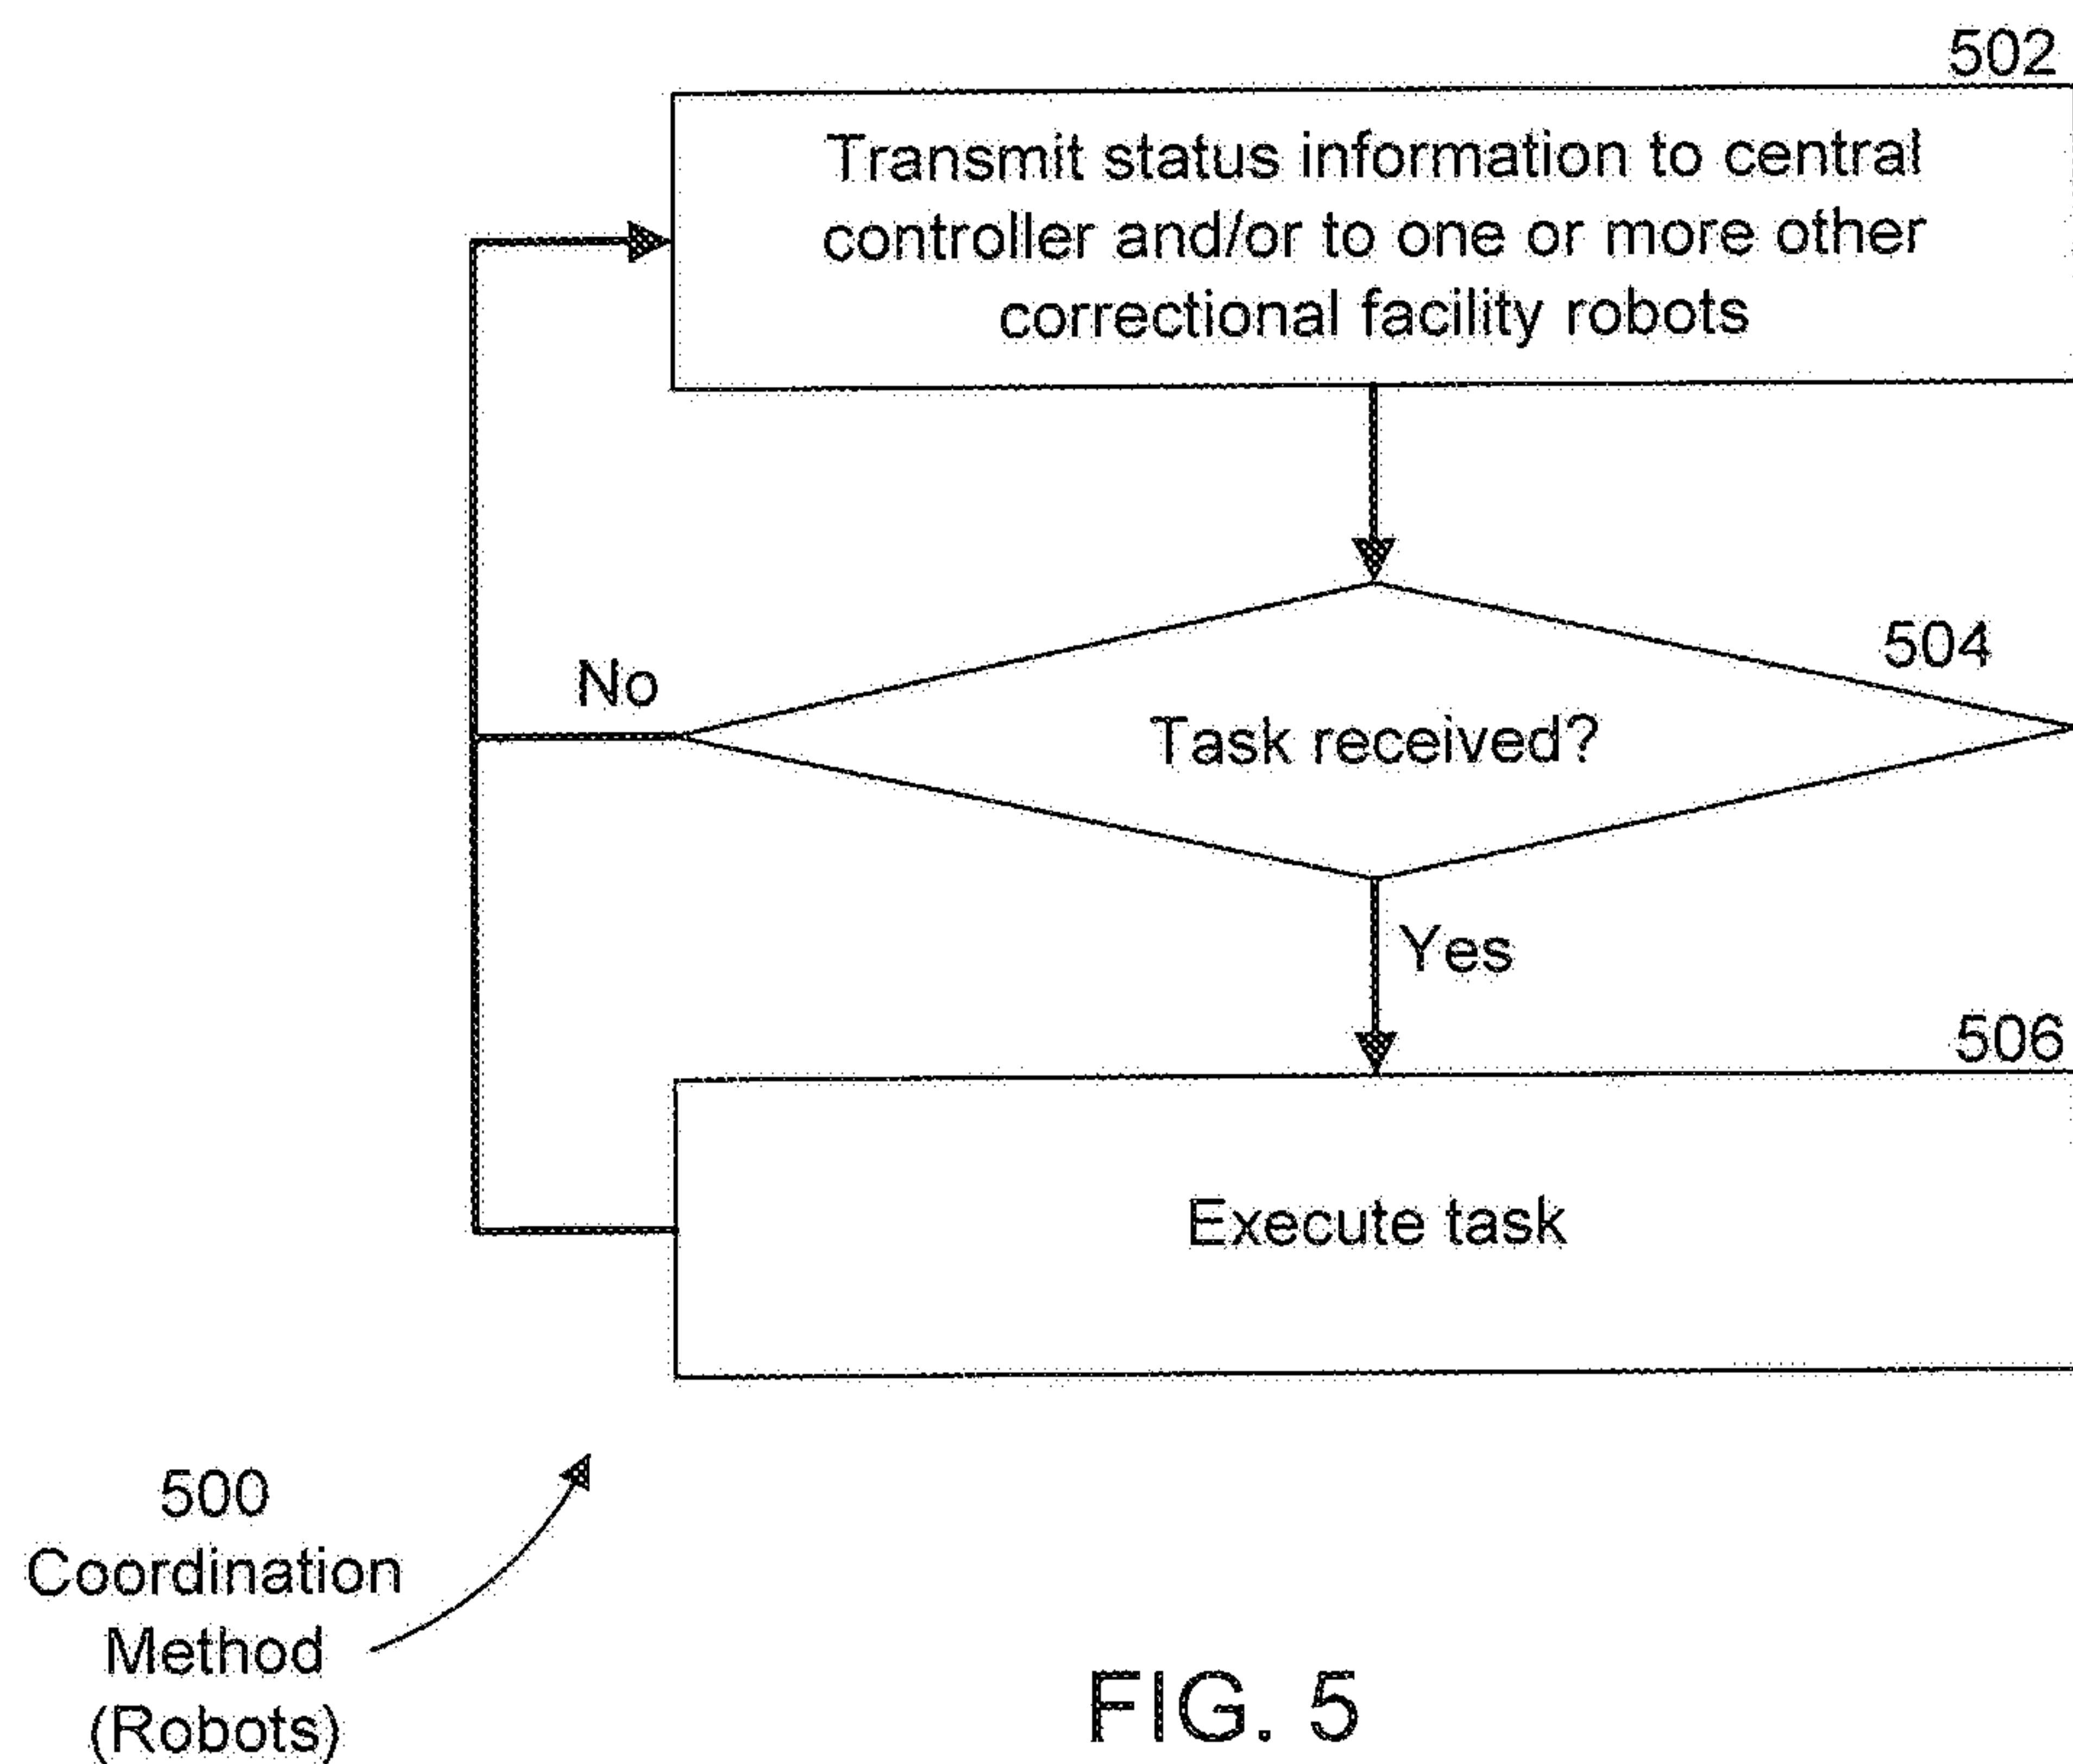 502
Transmit status information to central
controller and/or to one or more other
correctional facility robots
504
No
Task received?
Yes
506
Execute task
500
Coordination
Method
(Robots)
FIG. 5